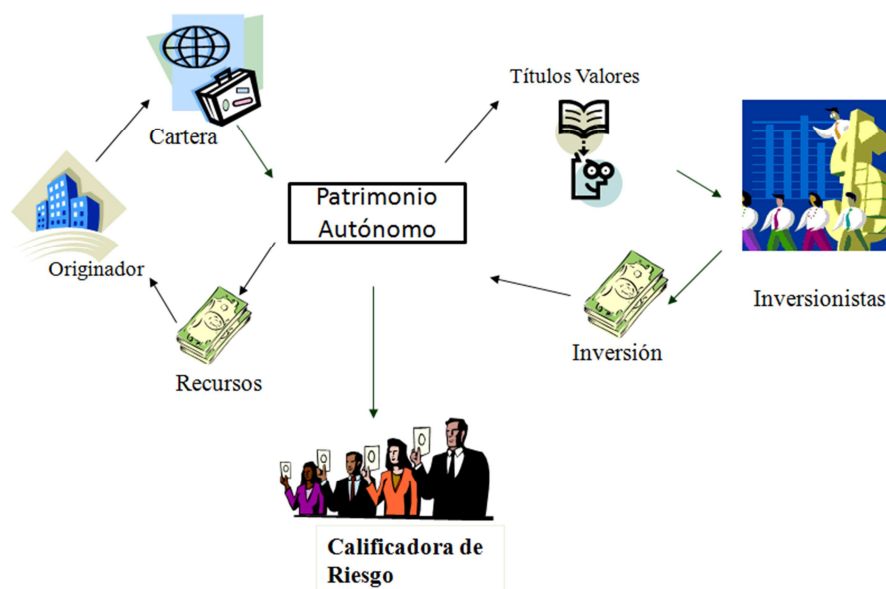 Títulos Valores
Cartera
Patrimonio
Autónomo
Originador
Inversionistas
Inversión
Recursos
Calificadora de
Riesgo